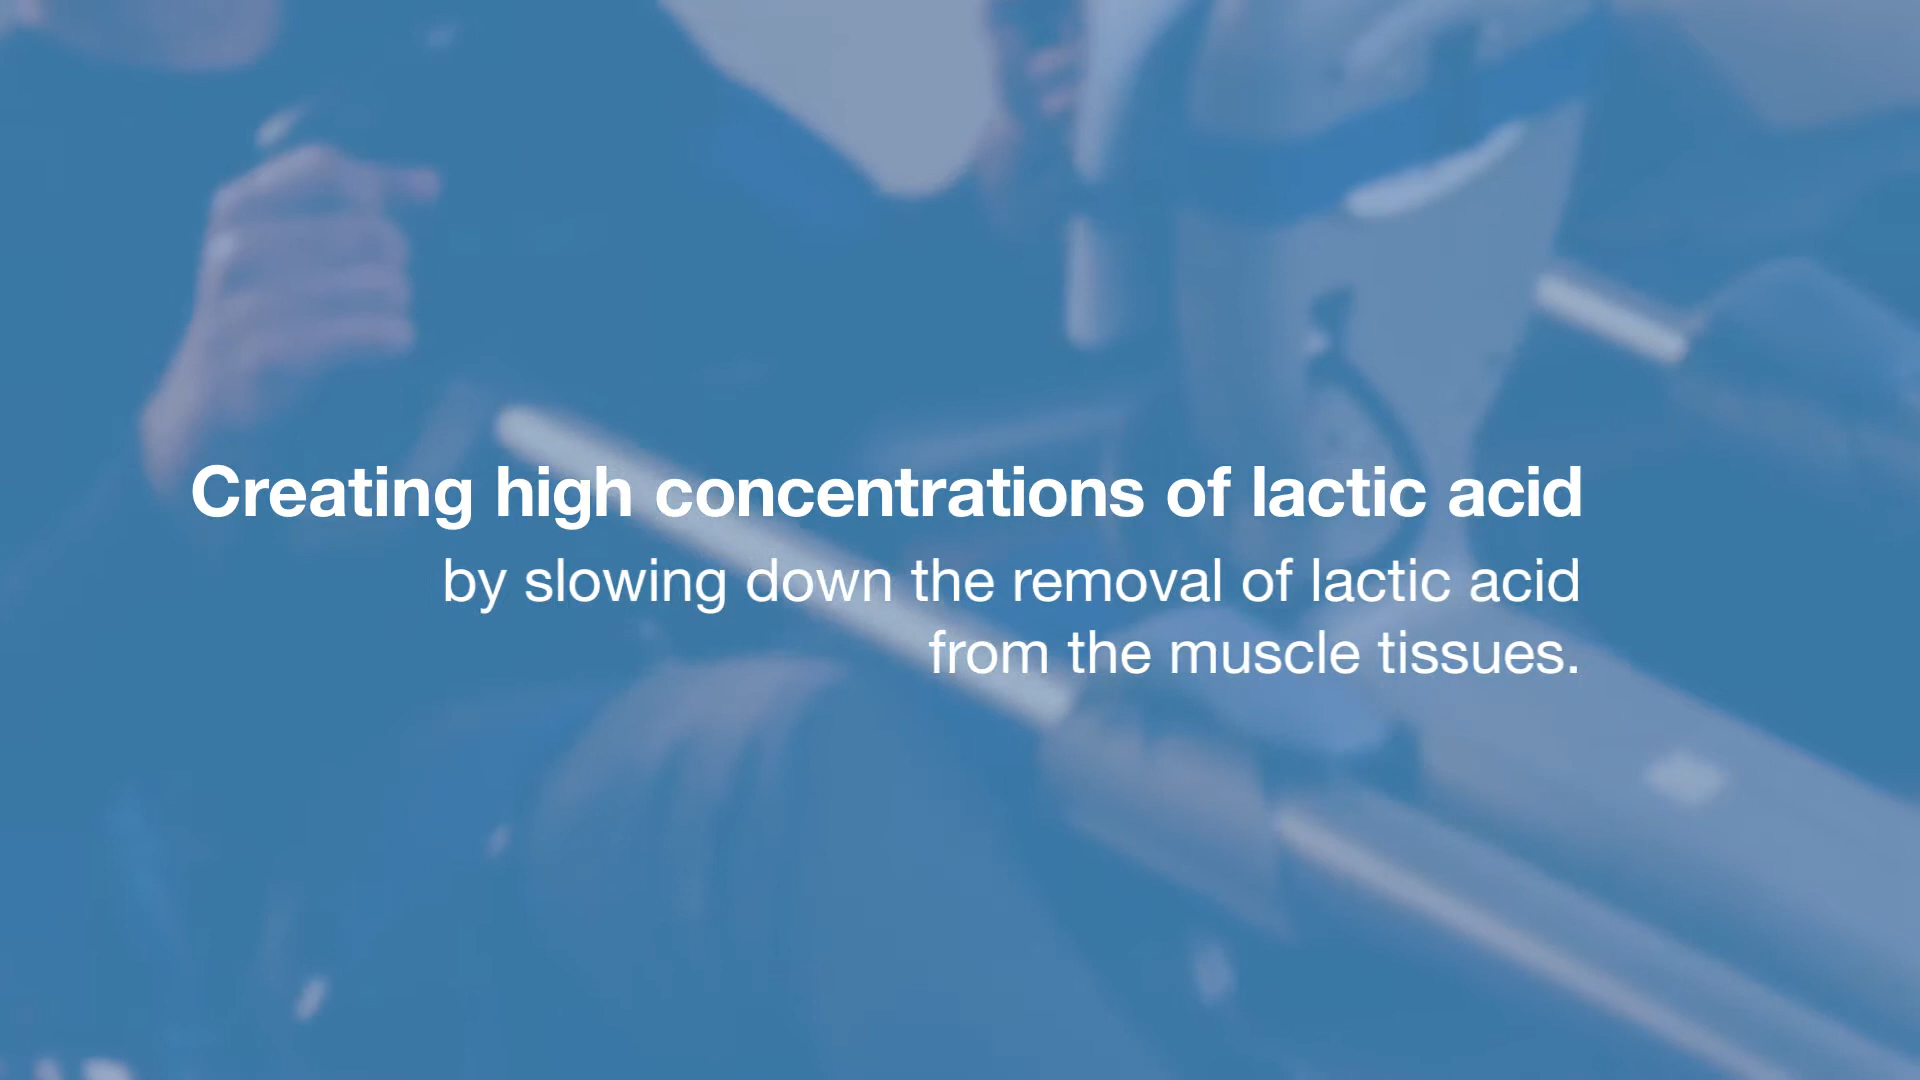 Creating high concentrations of lactic acid
by slowing down the removal of lactic acid
from the muscle tissues.